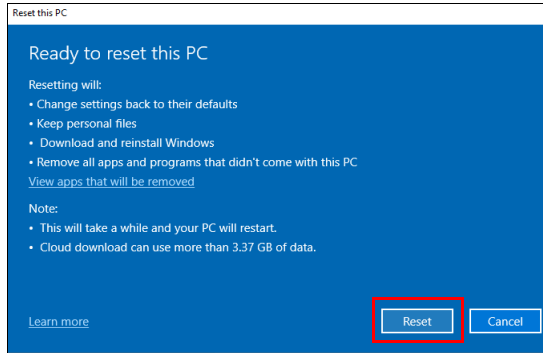 Reset this PC
Ready to reset this PC
Resetting will:
• Change settings back to their defaults
• Keep personal files
• Download and reinstall Windows
• Remove all apps and programs that didn't come with this PC
View apps that will be removed
Note:
• This will take a while and your PC will restart.
• Cloud download can use more than 3.37 GB of data.
Learn more
Reset
Cancel